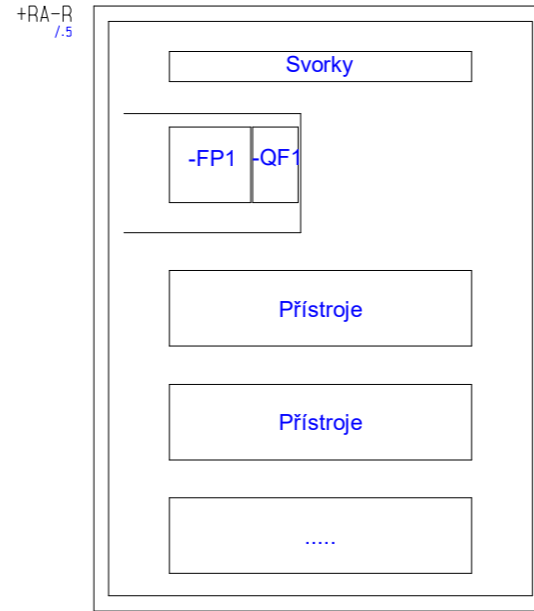 +RA-R
/.5
Svorky
-FP1 -QF1
Přístroje
Přístroje
.....